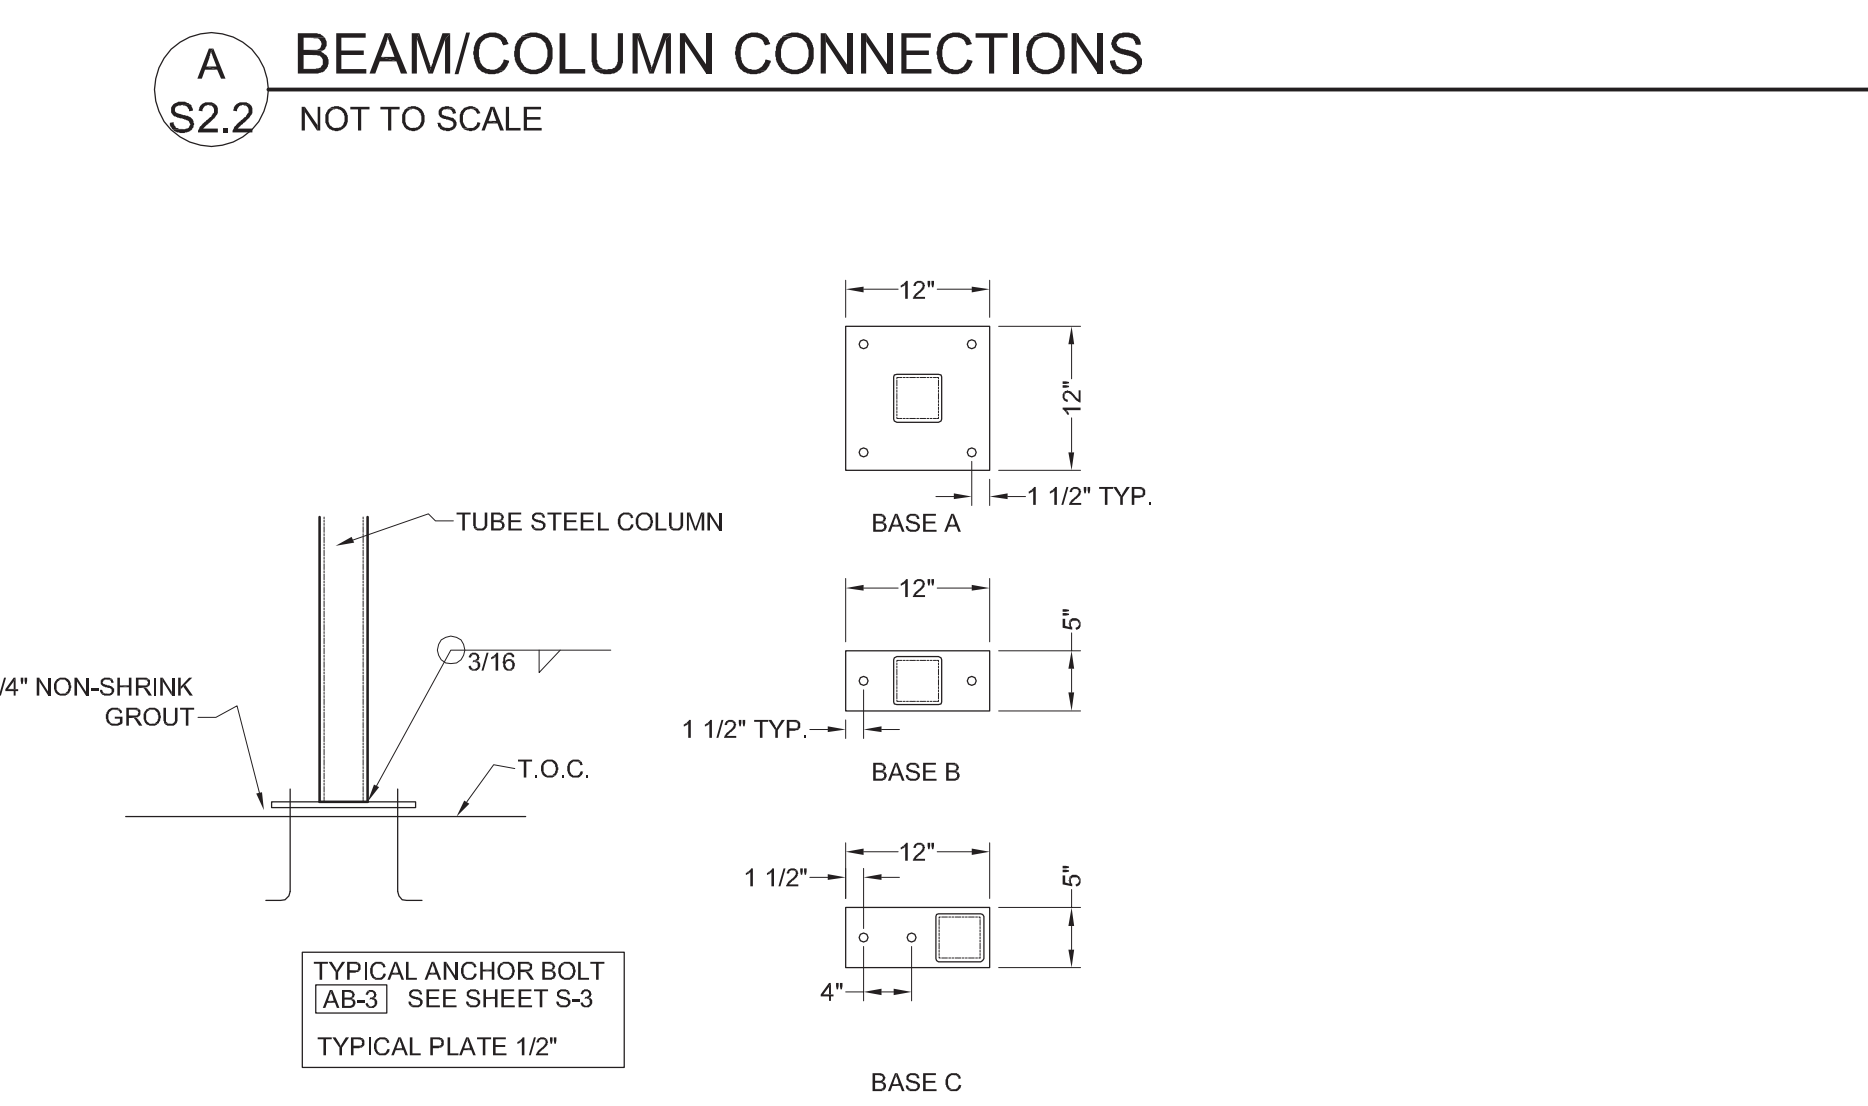 A
S2.2
BEAM/COLUMN CONNECTIONS
NOT TO SCALE
12"
12"
1 1/2" TYP.
BASE A
TUBE STEEL COLUMN
3/16
/4" NON-SHRINK
GROUT
T.O.C.
12"
5"
1 1/2" TYP.
BASE B
12"
1 1/2"
5"
4"
BASE C
TYPICAL ANCHOR BOLT
AB-3 SEE SHEET S-3
TYPICAL PLATE 1/2"